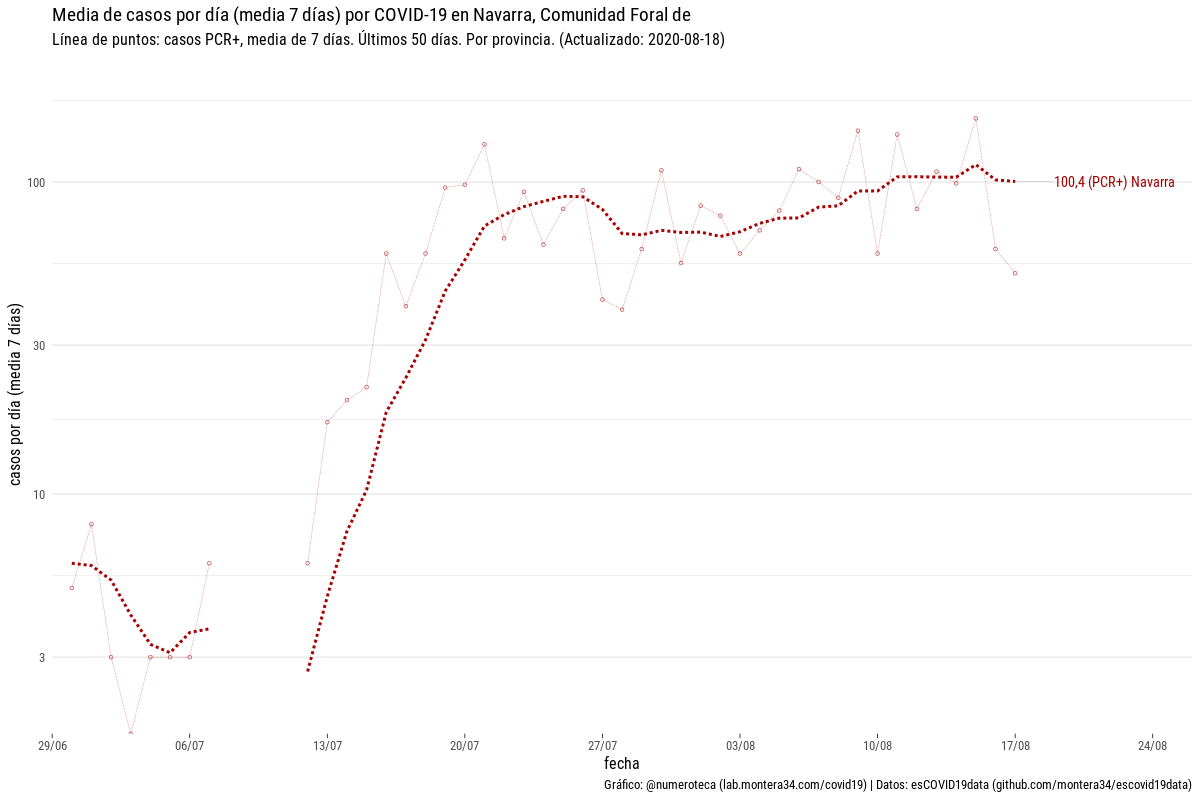 Media de casos por día (media 7 días) por COVID-19 en Navarra, Comunidad Foral de
Línea de puntos: casos PCR+, media de 7 días. Últimos 50 días. Por provincia. (Actualizado: 2020-08-18)
casos por día (media 7 días)
100
30
10
3
100,4 (PCR+) Navarra
29/06 06/07 13/07 20/07 27/07 03/08 10/08 17/08 24/08
fecha
Gráfico: @numeroteca (lab.montera34.com/covid19) | Datos: esCOVID19data (github.com/montera34/escovid19data)